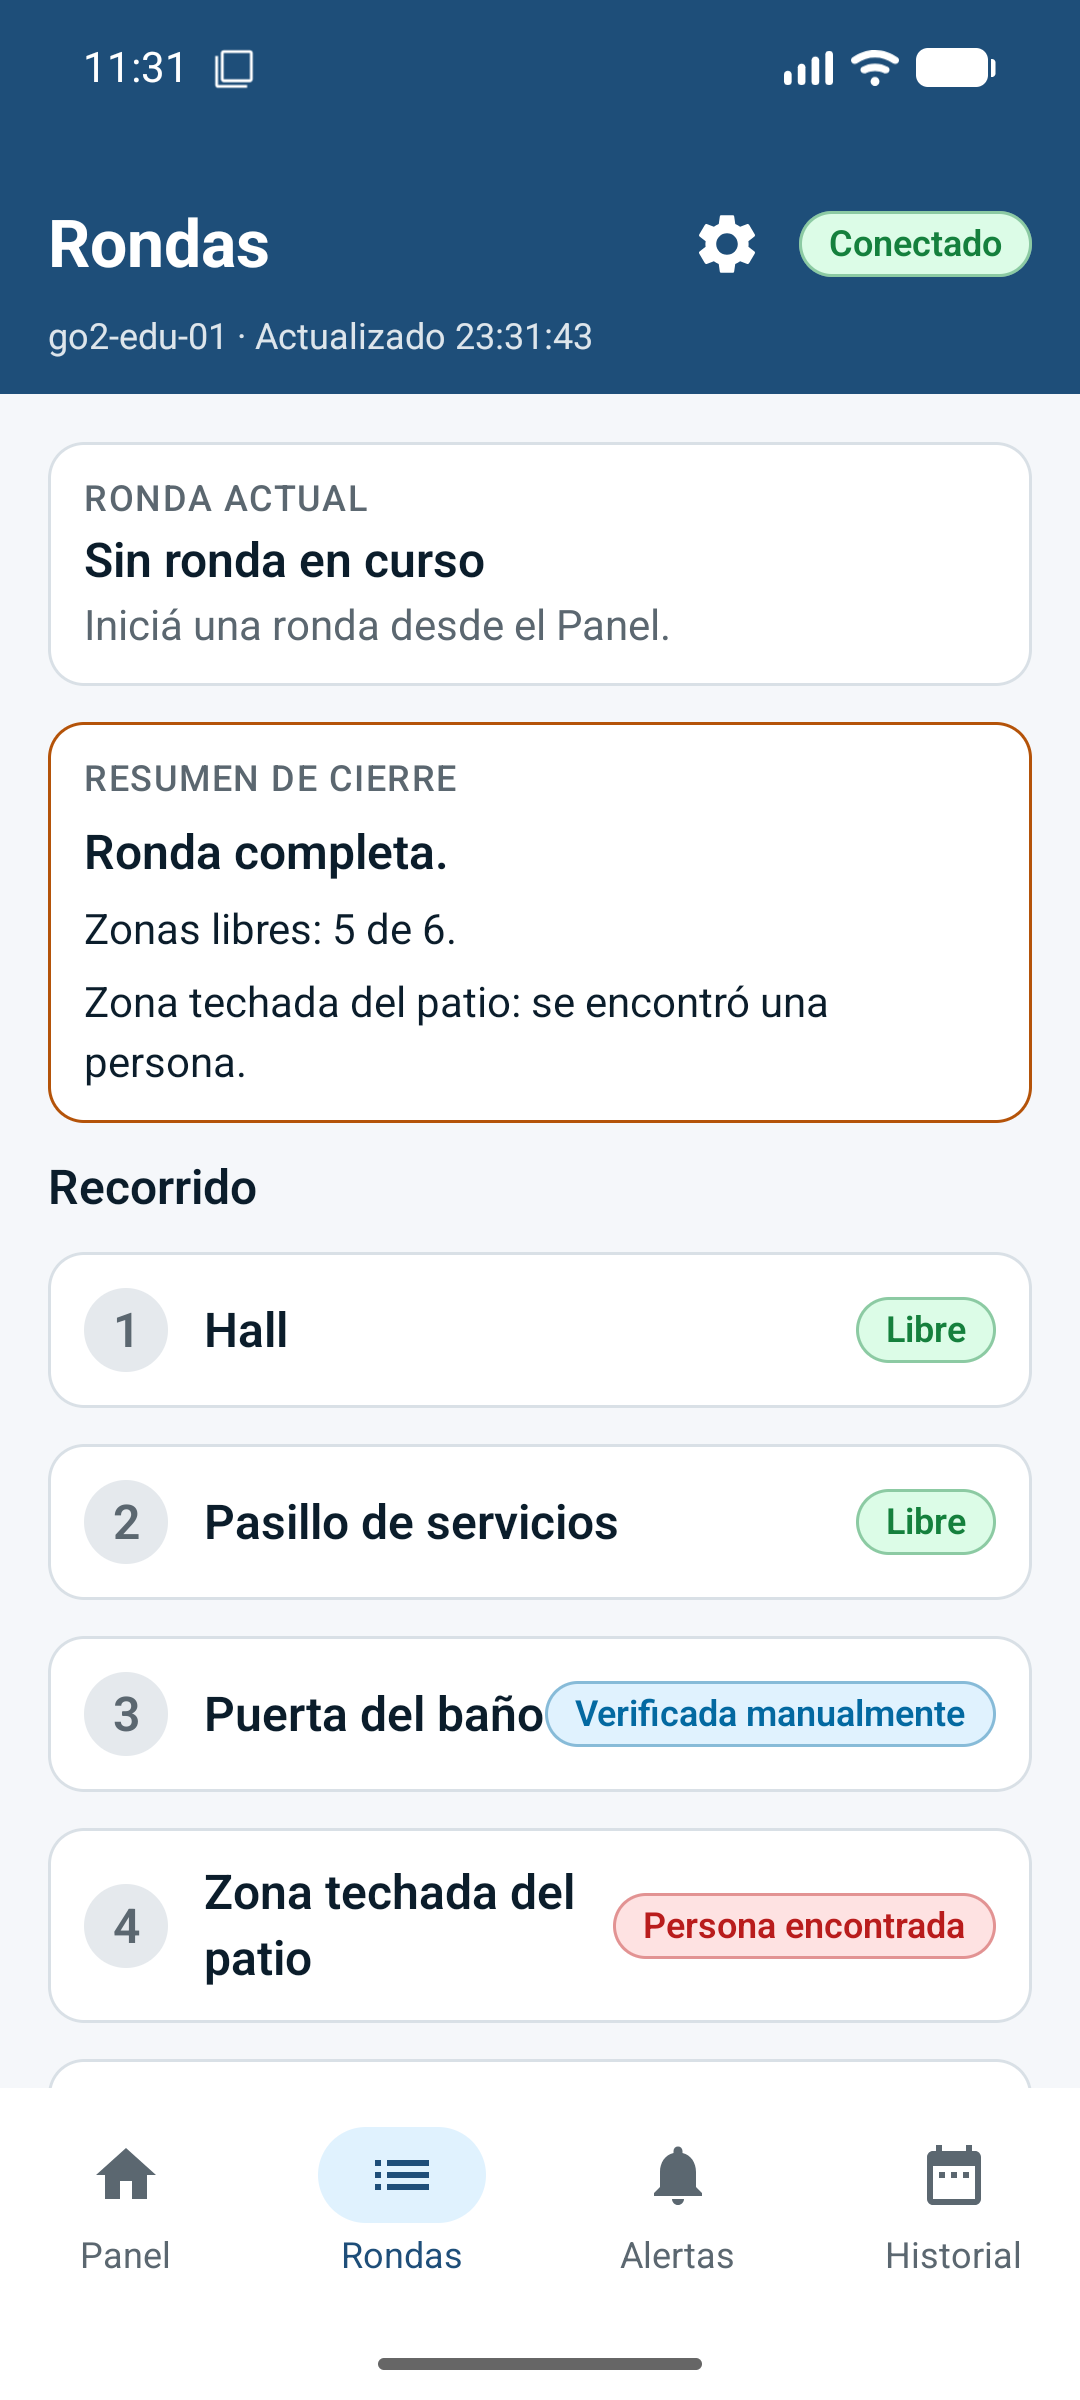 11:31
Rondas
Conectado
go2-edu-01 · Actualizado 23:31:43
RONDA ACTUAL
Sin ronda en curso
Iniciá una ronda desde el Panel.
RESUMEN DE CIERRE
Ronda completa.
Zonas libres: 5 de 6.
Zona techada del patio: se encontró una
persona.
Recorrido
1 Hall Libre
2 Pasillo de servicios Libre
3 Puerta del baño Verificada manualmente
4 Zona techada del
patio
Persona encontrada
Panel Rondas Alertas Historial